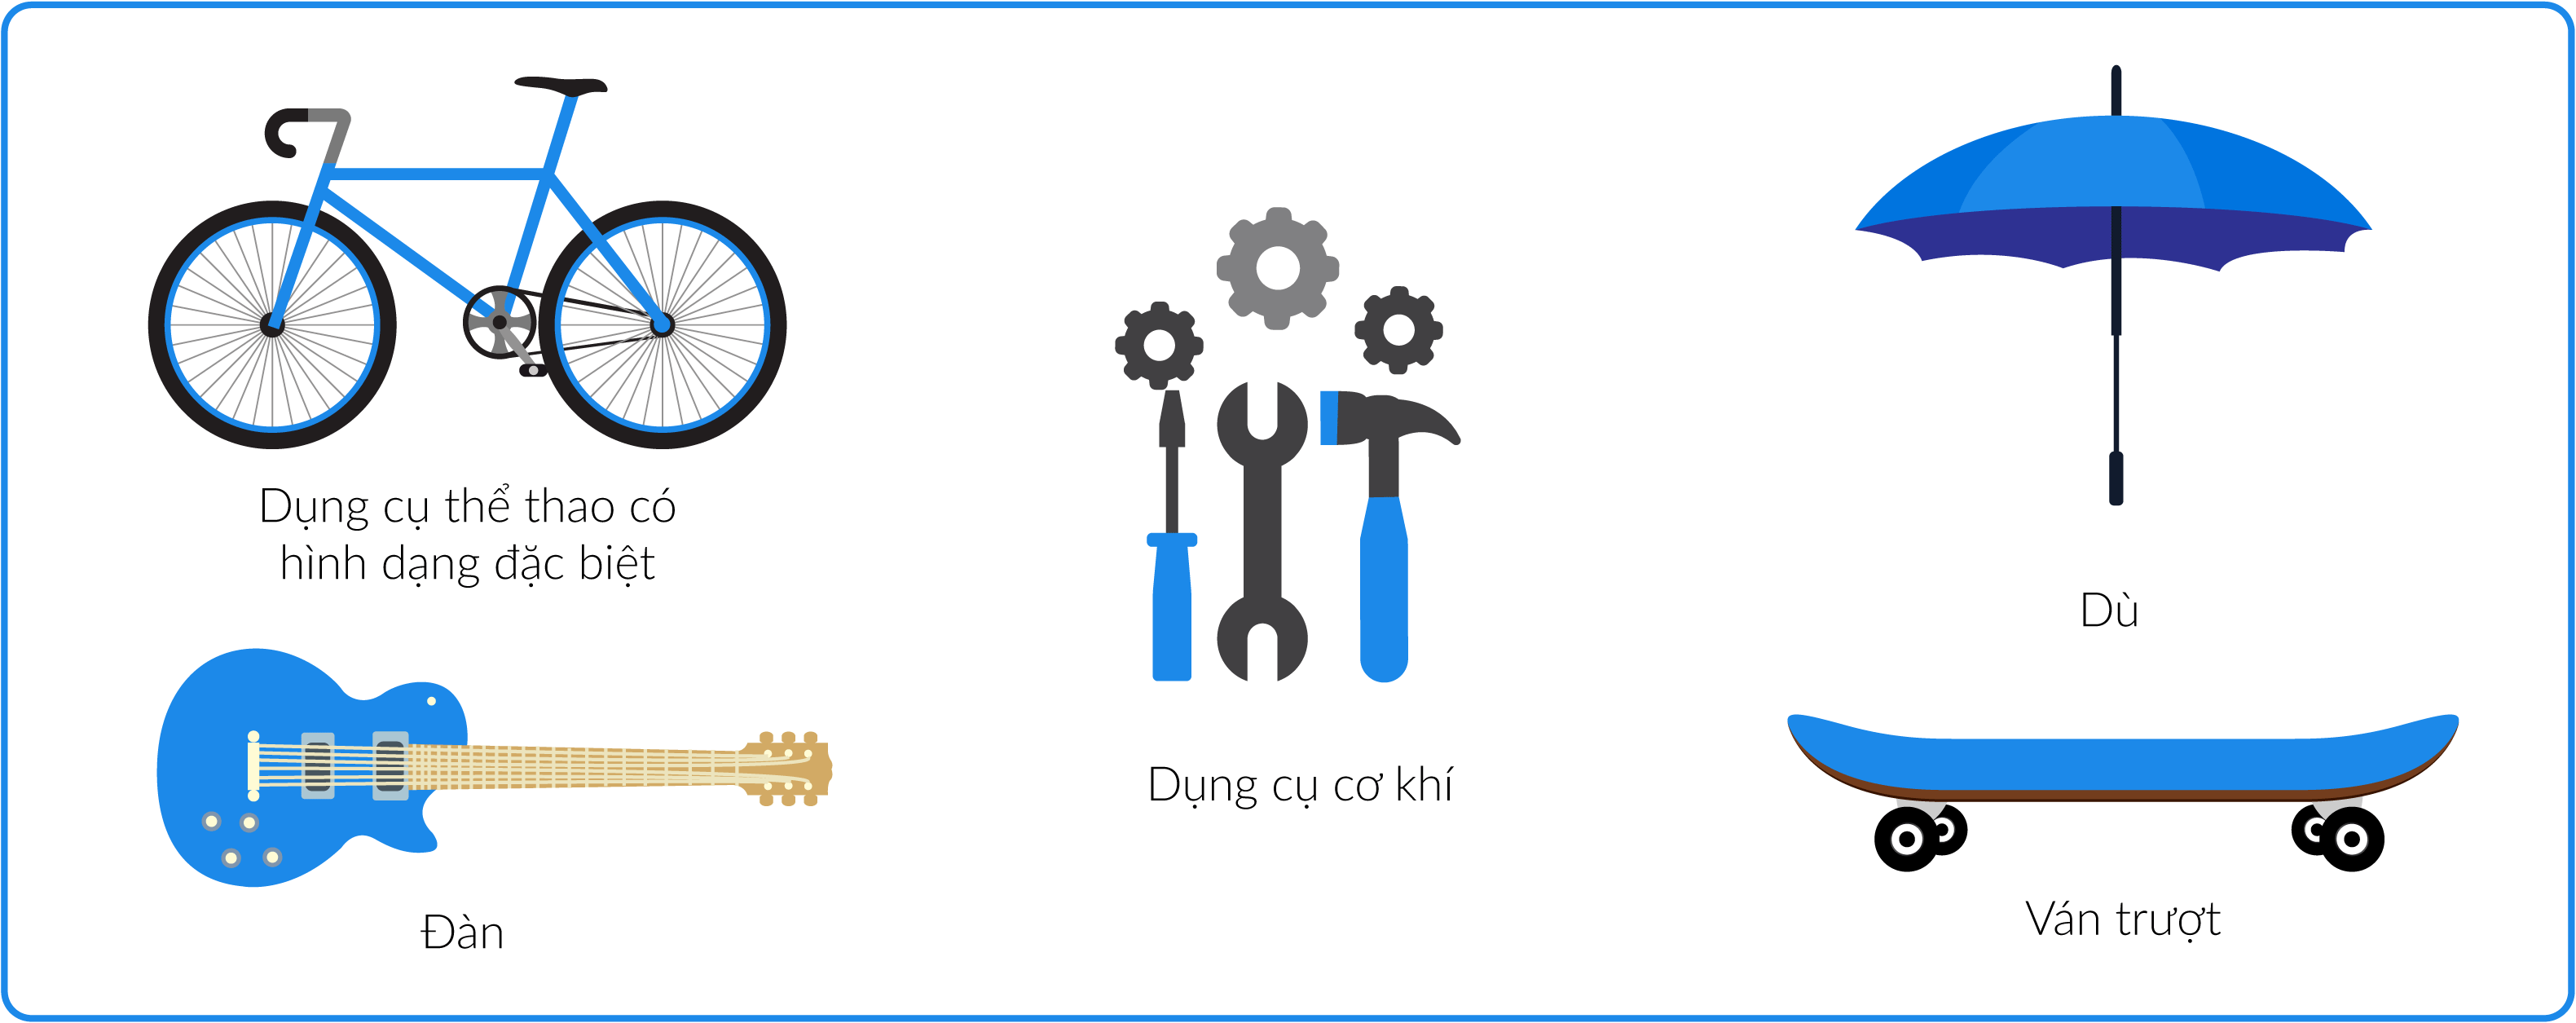 Dụng cụ thể thao có
hình dạng đặc biệt
Đàn
Dụng cụ cơ khí
Dù
Ván trượt